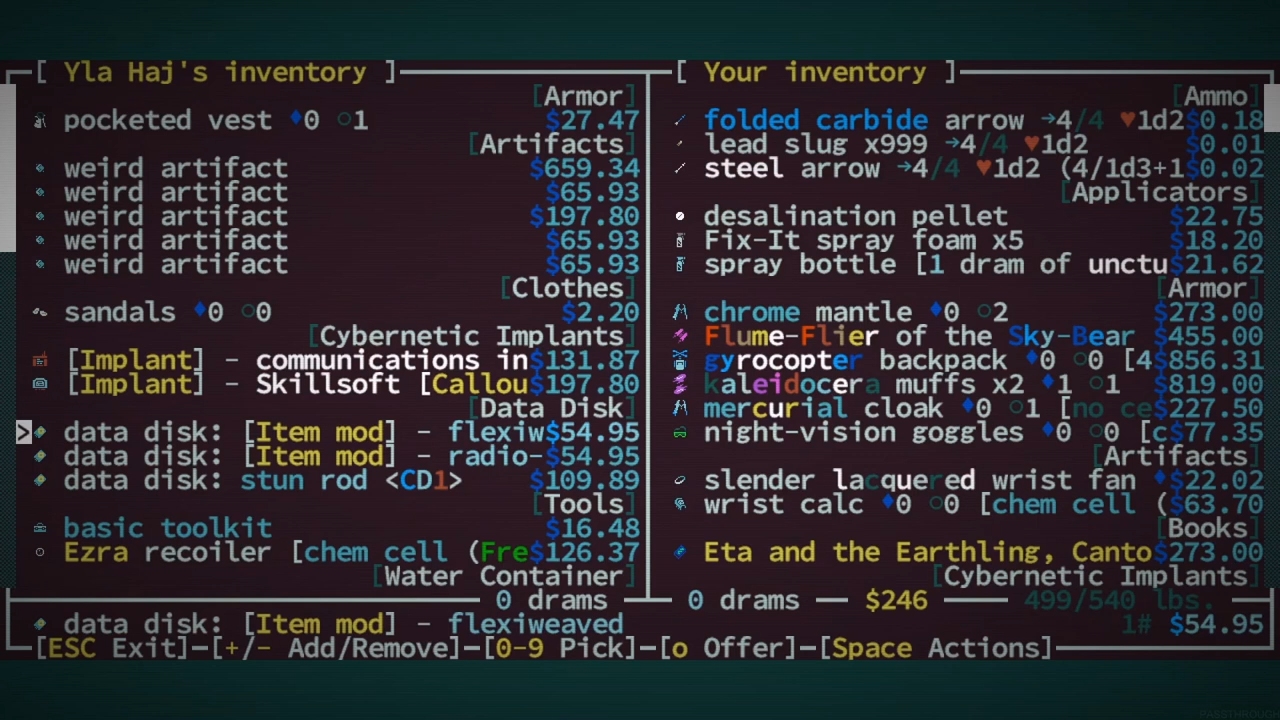 [ Yla Haj's inventory ]
[Armor]
pocketed vest ♦0 ○1 $27.47
[Artifacts]
weird artifact $659.34
weird artifact $65.93
weird artifact $197.80
weird artifact $65.93
weird artifact $65.93
[Clothes]
sandals ♦0 ○0 $2.20
[Cybernetic Implants]
[Implant] - communications in $131.87
[Implant] - Skillsoft [Callou $197.80
[Data Disk]
> data disk: [Item mod] - flexiw $54.95
data disk: [Item mod] - radio- $54.95
data disk: stun rod <CD1> $109.89
[Tools]
basic toolkit $16.48
Ezra recoiler [chem cell (Fre $126.37
[Water Container]
[ Your inventory ]
[Ammo]
folded carbide arrow →4/4 ♥1d2 $0.18
lead slug x999 →4/4 ♥1d2 $0.01
steel arrow →4/4 ♥1d2 (4/1d3+1 $0.02
[Applicators]
desalination pellet $22.75
Fix-It spray foam x5 $18.20
spray bottle [1 dram of unctu $21.62
[Armor]
chrome mantle ♦0 ○2 $273.00
Flume-Flier of the Sky-Bear $455.00
gyrocopter backpack ♦0 ○0 [4 $856.31
kaleidocera muffs x2 ♦1 ○1 $819.00
mercurial cloak ♦0 ○1 [no ce $227.50
night-vision goggles ♦0 ○0 [c $77.35
[Artifacts]
slender lacquered wrist fan ♦ $22.02
wrist calc ♦0 ○0 [chem cell ( $63.70
[Books]
Eta and the Earthling, Canto $273.00
[Cybernetic Implants]
0 drams 0 drams $246 499/540 lbs.
data disk: [Item mod] - flexiweaved 1# $54.95
[ESC Exit] [+/- Add/Remove] [0-9 Pick] [o Offer] [Space Actions]